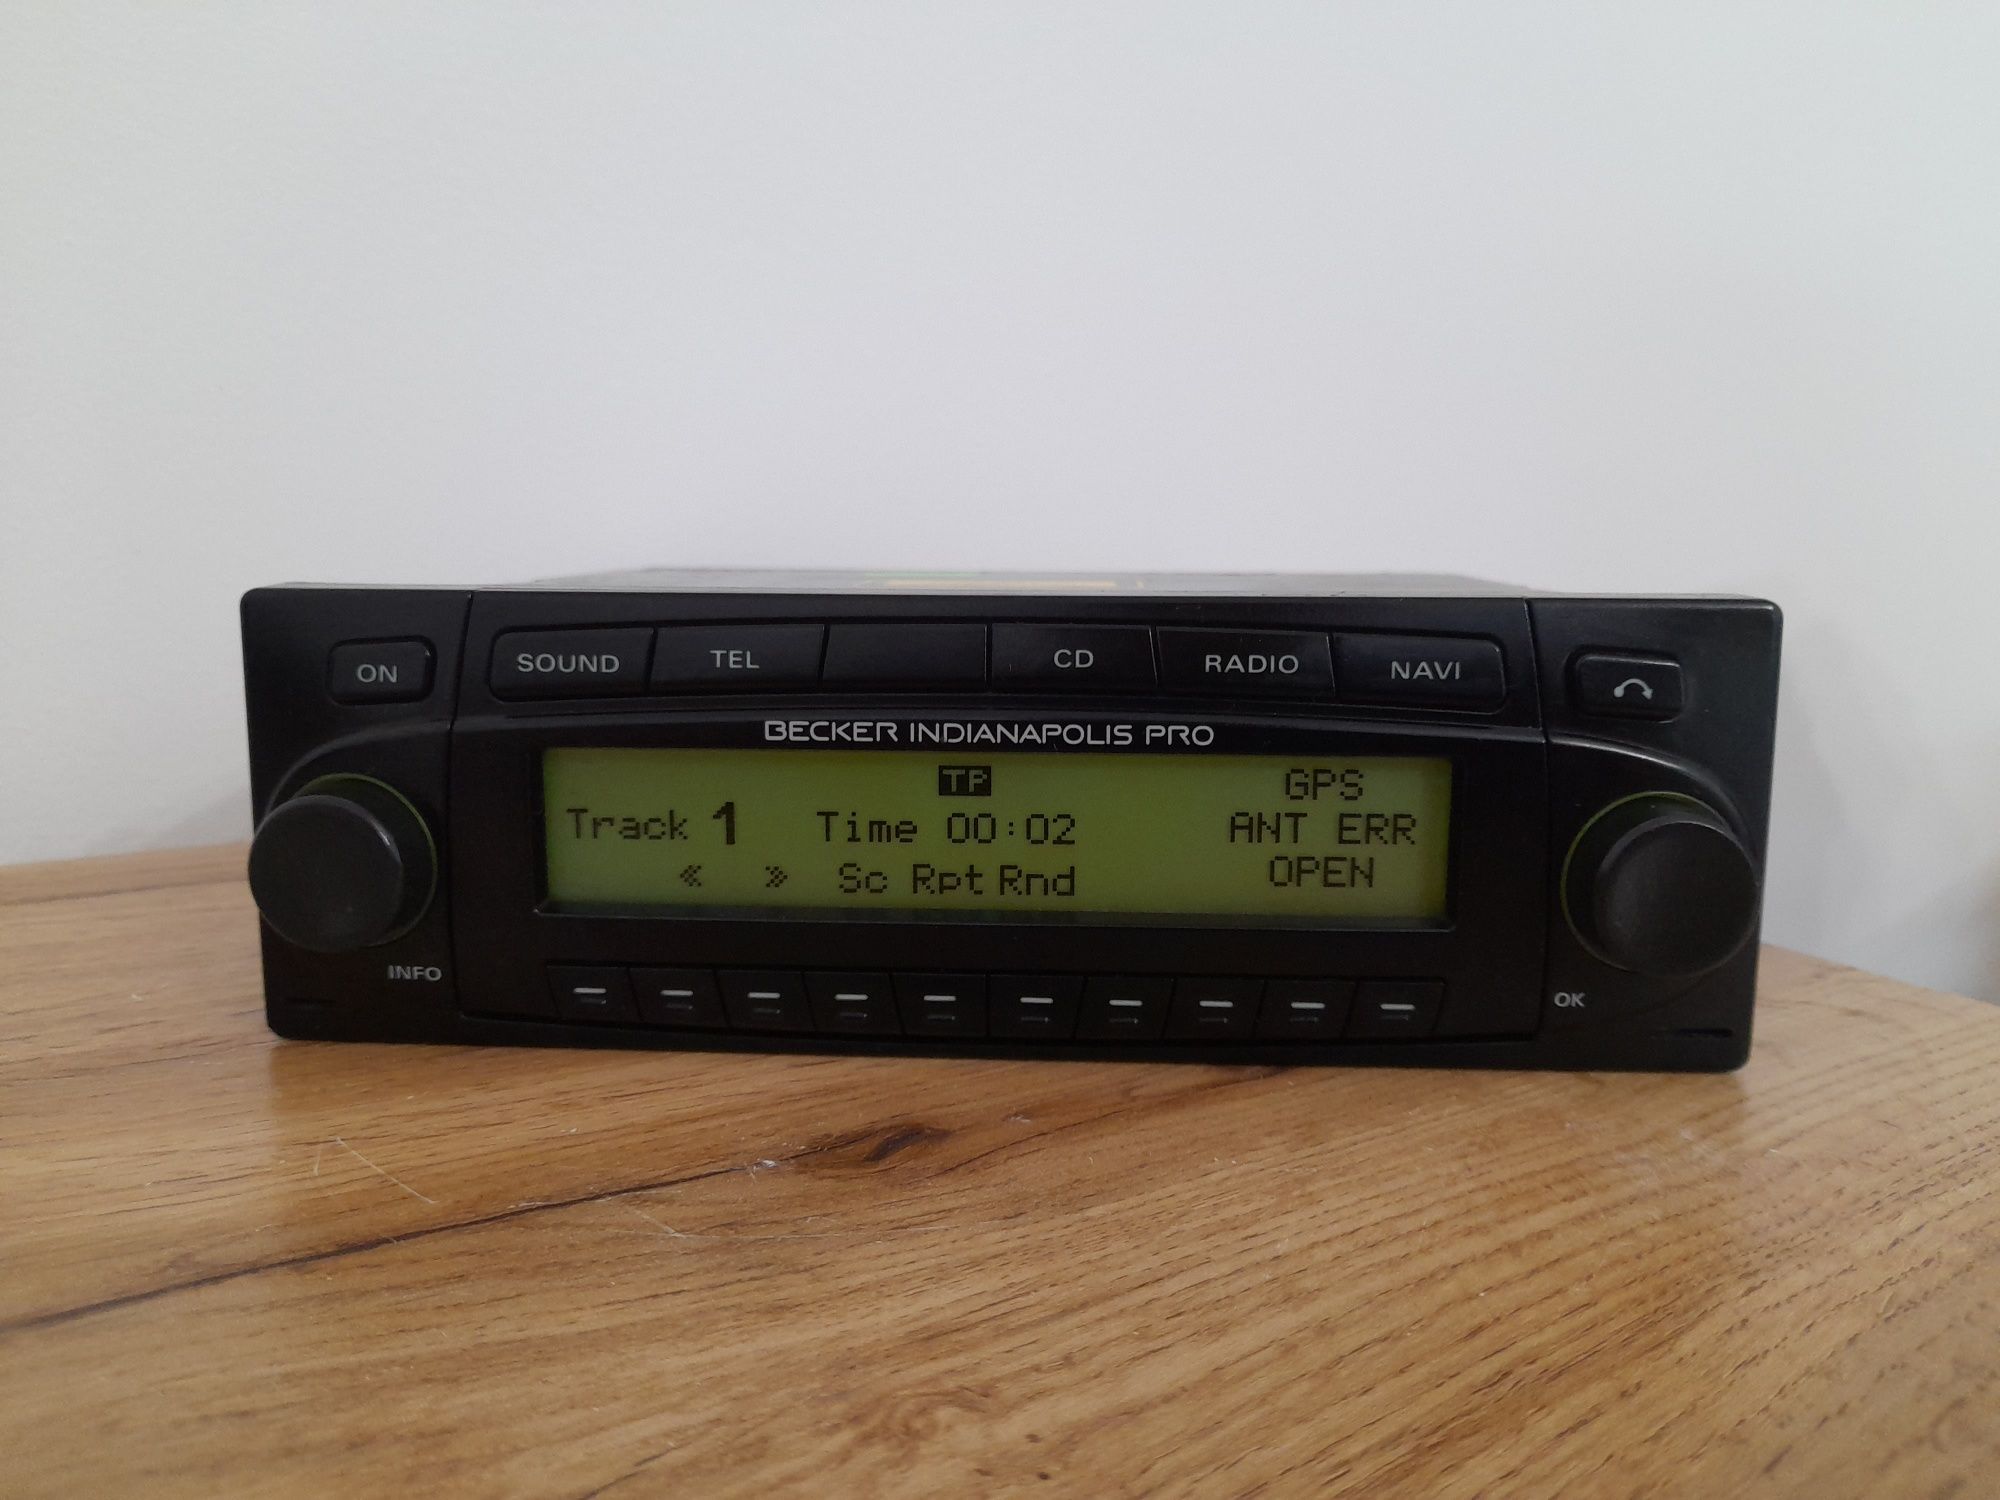 ON SOUND TEL CD RADIO NAVI
BECKER INDIANAPOLIS PRO
TP GPS
Track 1 Time 00:02 ANT ERR
« » Sc Rpt Rnd OPEN
INFO OK